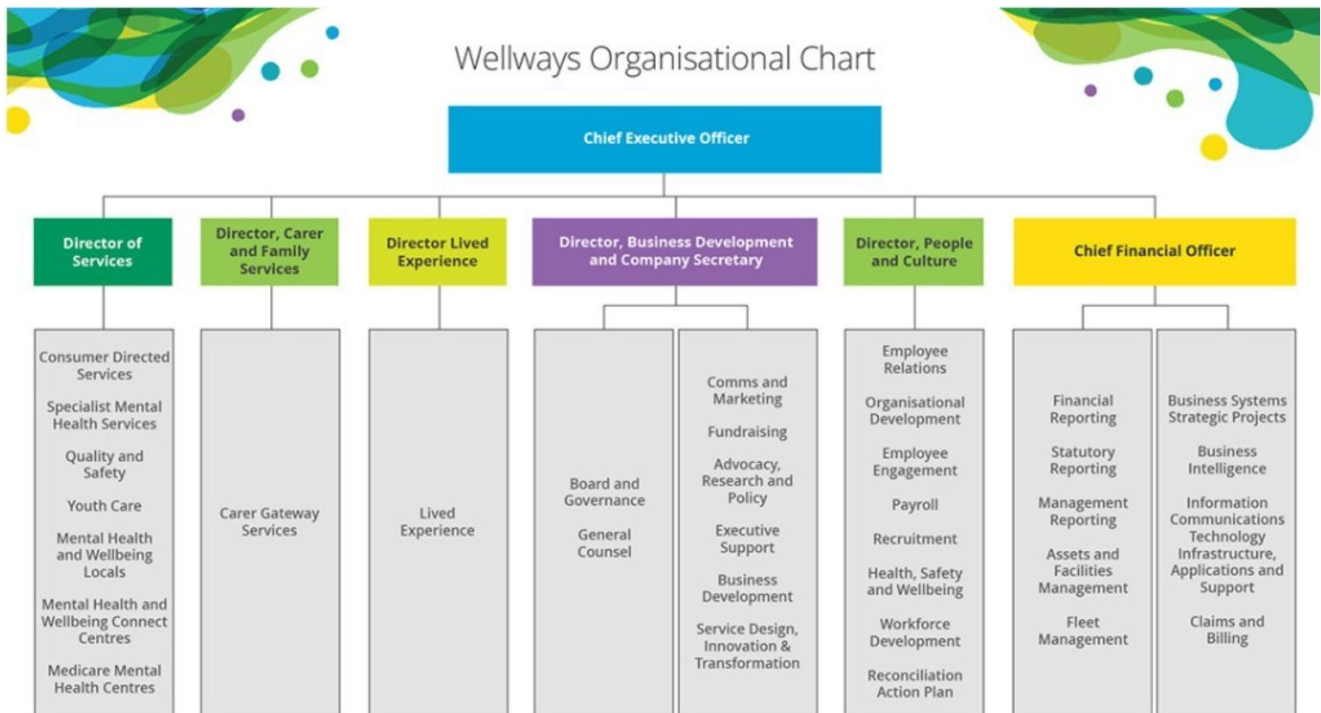 Wellways Organisational Chart
Chief Executive Officer
Director of
Services
Director, Carer
and Family
Services
Director Lived
Experience
Director, Business Development
and Company Secretary
Director, People
and Culture
Chief Financial Officer
Consumer Directed
Services
Specialist Mental
Health Services
Quality and
Safety
Youth Care
Mental Health
and Wellbeing
Locals
Mental Health and
Wellbeing Connect
Centres
Medicare Mental
Health Centres
Carer Gateway
Services
Lived
Experience
Board and
Governance
General
Counsel
Comms and
Marketing
Fundraising
Advocacy,
Research and
Policy
Executive
Support
Business
Development
Service Design,
Innovation &
Transformation
Employee
Relations
Organisational
Development
Employee
Engagement
Payroll
Recruitment
Health, Safety
and Wellbeing
Workforce
Development
Reconciliation
Action Plan
Financial
Reporting
Statutory
Reporting
Management
Reporting
Assets and
Facilities
Management
Fleet
Management
Business Systems
Strategic Projects
Business
Intelligence
Information
Communications
Technology
Infrastructure,
Applications and
Support
Claims and
Billing